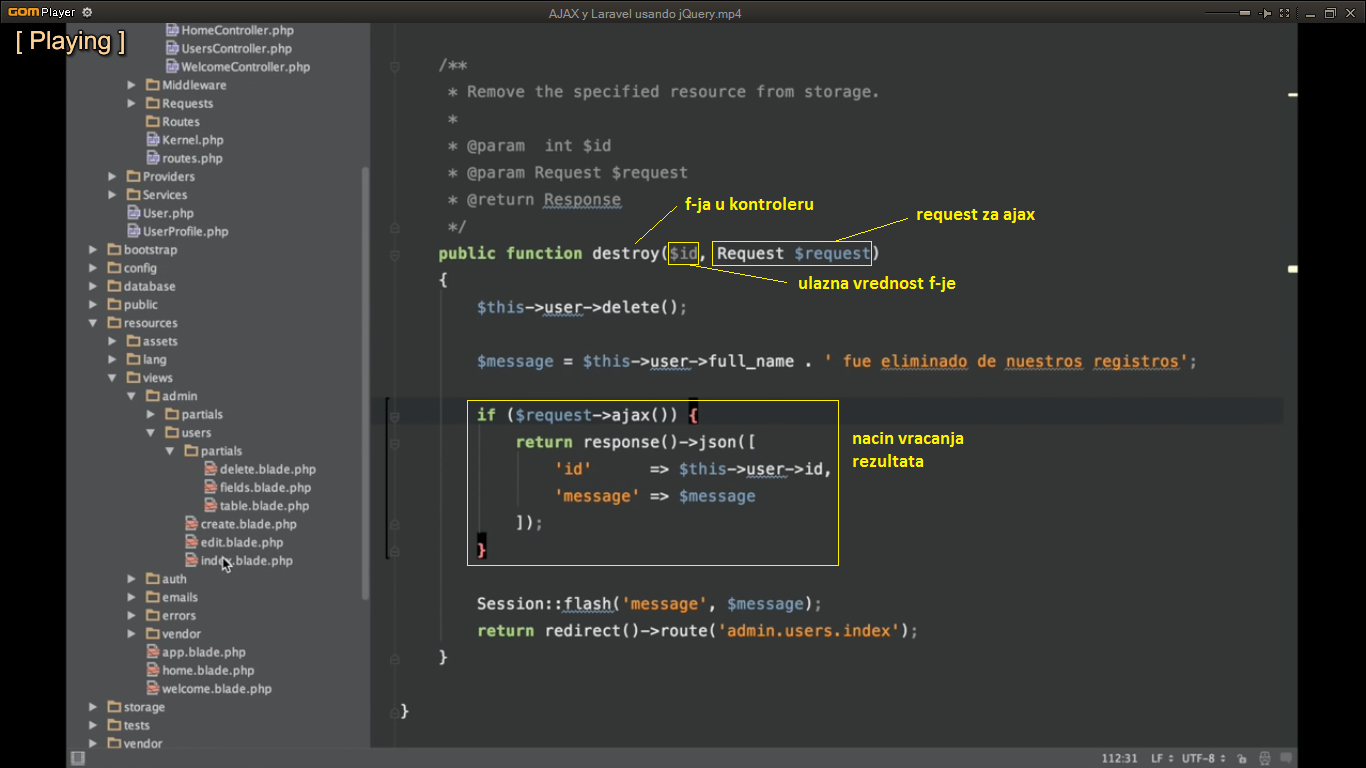 GOM Player
AJAX y Laravel usando jQuery.mp4
[ Playing ]
HomeController.php
UsersController.php
WelcomeController.php
Middleware
Requests
Routes
Kernel.php
routes.php
Providers
Services
User.php
UserProfile.php
bootstrap
config
database
public
resources
assets
lang
views
admin
partials
users
partials
delete.blade.php
fields.blade.php
table.blade.php
create.blade.php
edit.blade.php
index.blade.php
auth
emails
errors
vendor
app.blade.php
home.blade.php
welcome.blade.php
storage
tests
vendor
/**
* Remove the specified resource from storage.
*
* @param  int $id
* @param Request $request
* @return Response
*/
f-ja u kontroleru
request za ajax
public function destroy($id, Request $request)
ulazna vrednost f-je
{
$this->user->delete();
$message = $this->user->full_name . ' fue eliminado de nuestros registros';
if ($request->ajax()) {
return response()->json([
'id'      => $this->user->id,
'message' => $message
]);
}
nacin vracanja
rezultata
Session::flash('message', $message);
return redirect()->route('admin.users.index');
}
}
112:31 LF UTF-8